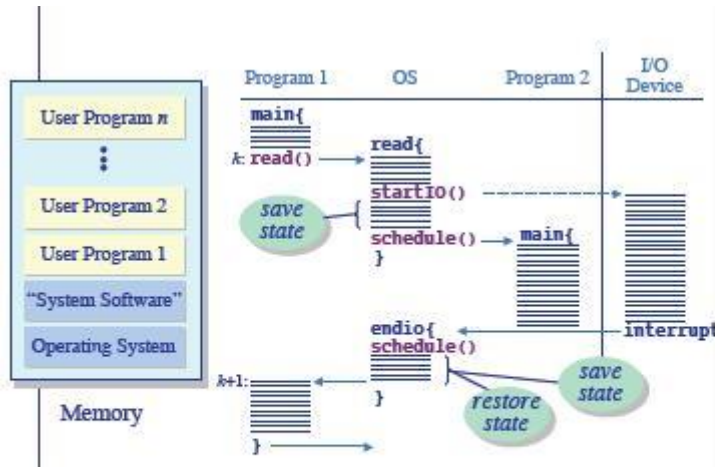 User Program n
User Program 2
User Program 1
“System Software”
Operating System
Memory
Program 1
OS
Program 2
I/O
Device
main{
k: read()
read{
startIO()
save
state
schedule()
}
main{
endio{
interrupt
schedule()
k+1:
}
save
state
restore
state
}